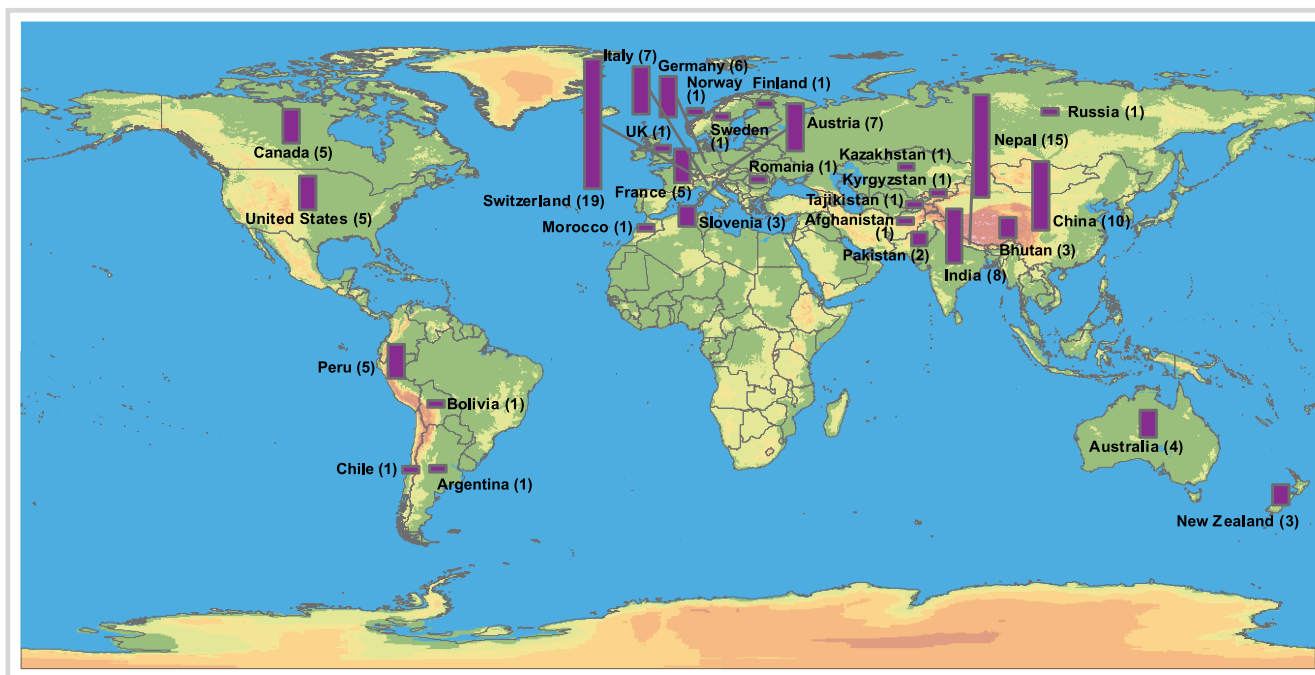 Italy (7)
Germany (6)
Norway
(1)
Finland (1)
Russia (1)
Austria (7)
Nepal (15)
UK (1)
Sweden
(1)
Canada (5)
Kazakhstan (1)
Romania (1)
Kyrgyzstan (1)
France (5)
Switzerland (19)
Tajikistan (1)
United States (5)
Slovenia (3)
Afghanistan
(1)
China (10)
Morocco (1)
Pakistan (2)
Bhutan (3)
India (8)
Peru (5)
Bolivia (1)
Australia (4)
Chile (1)
Argentina (1)
New Zealand (3)